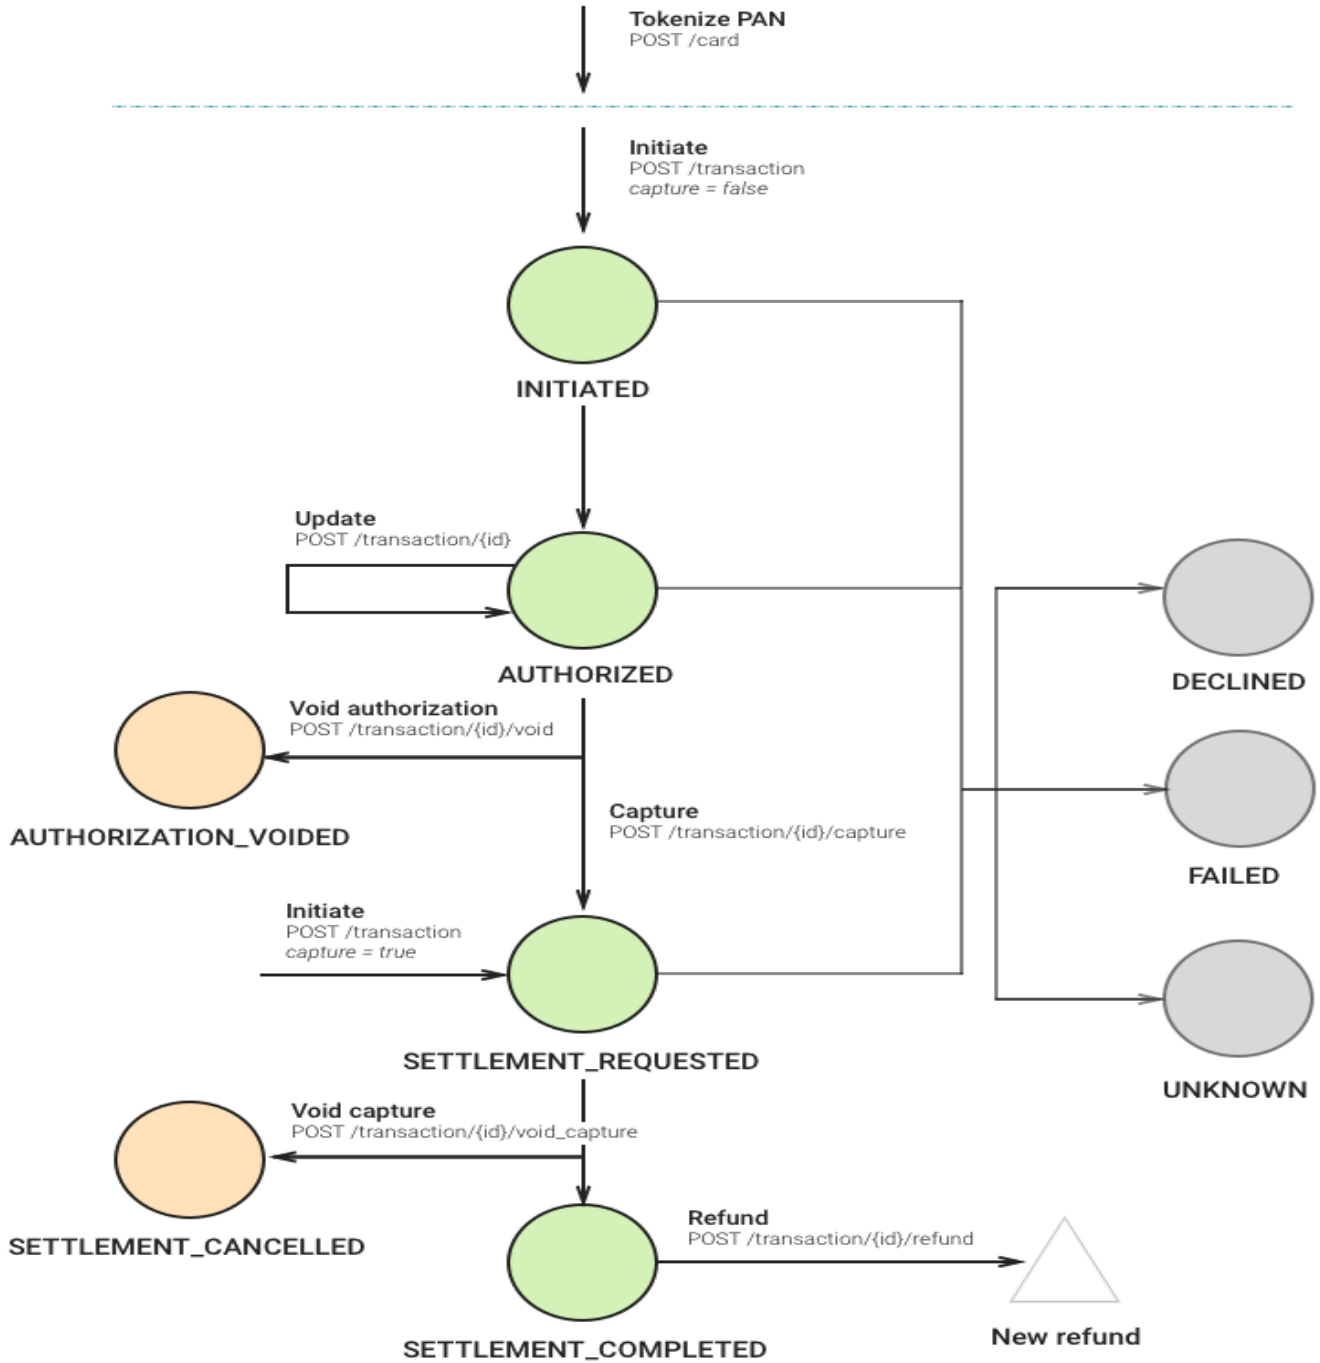 Tokenize PAN
POST /card
Initiate
POST /transaction
capture = false
INITIATED
Update
POST /transaction/{id}
AUTHORIZED
DECLINED
Void authorization
POST /transaction/{id}/void
AUTHORIZATION_VOIDED
Capture
POST /transaction/{id}/capture
FAILED
Initiate
POST /transaction
capture = true
SETTLEMENT_REQUESTED
UNKNOWN
Void capture
POST /transaction/{id}/void_capture
SETTLEMENT_CANCELLED
Refund
POST /transaction/{id}/refund
New refund
SETTLEMENT_COMPLETED